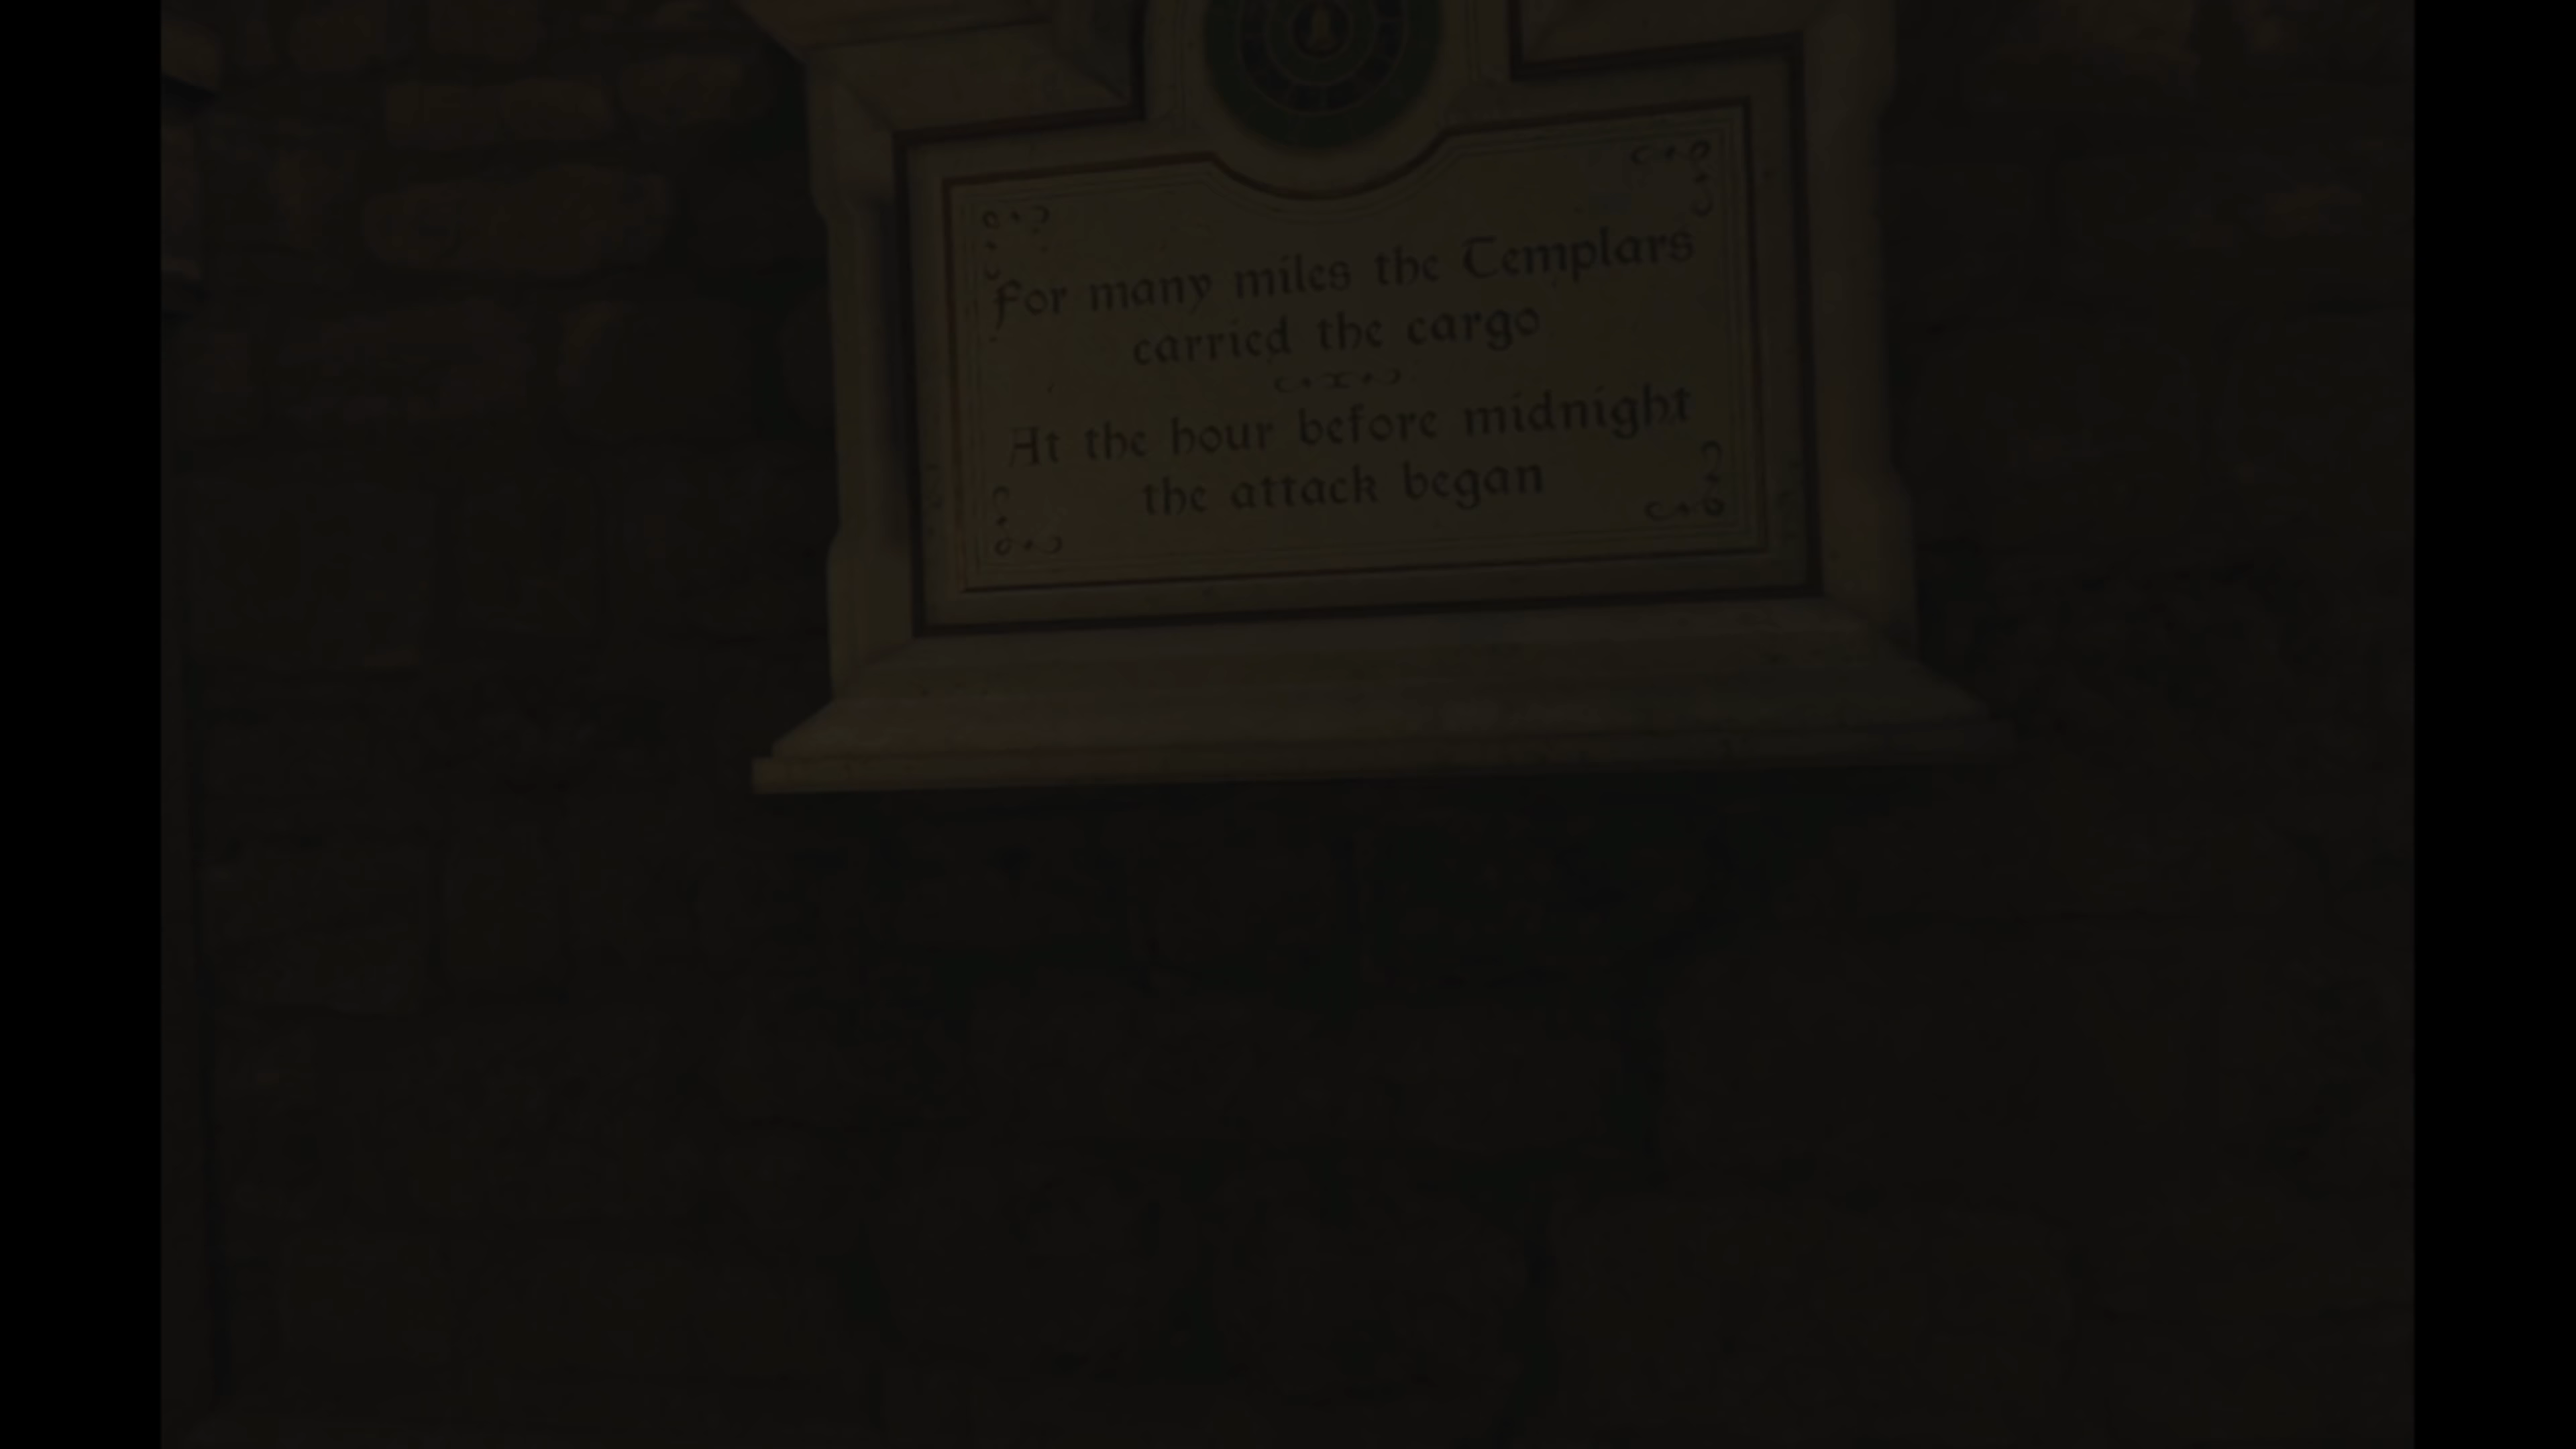 For many miles the Templars
carried the cargo
At the hour before midnight
the attack began